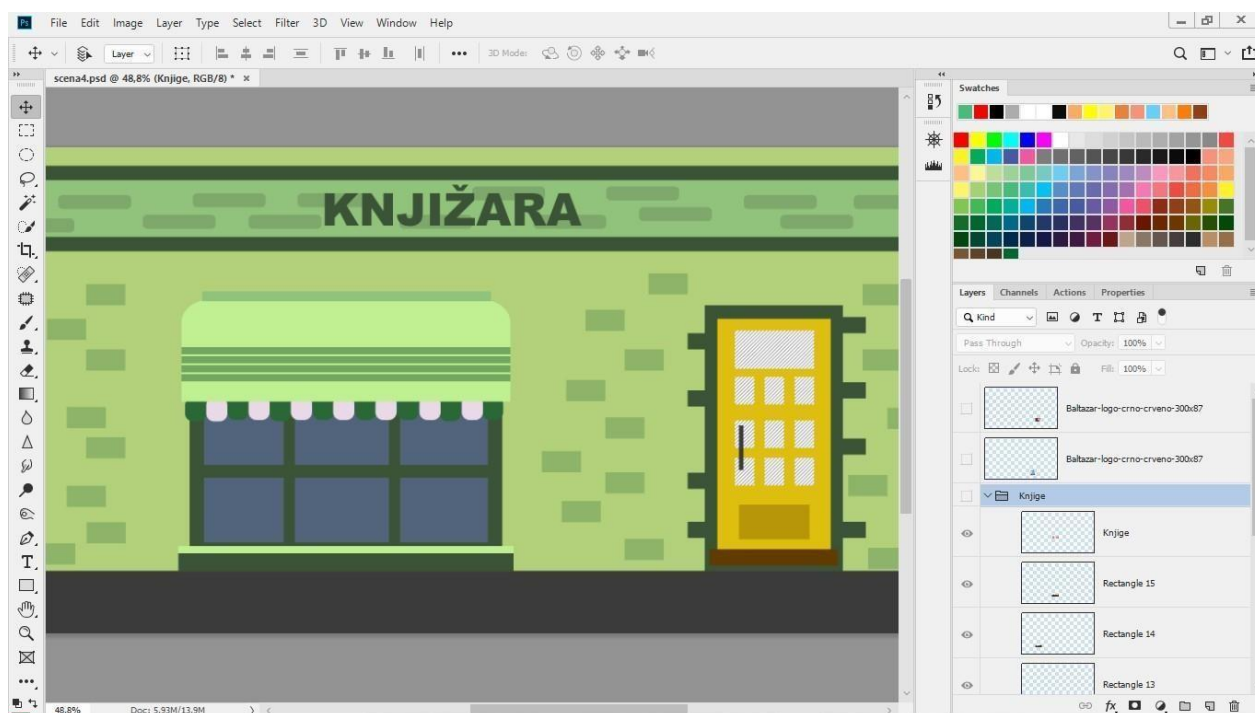 Ps File Edit Image Layer Type Select Filter 3D View Window Help
Layer 3D Mode:
scena4.psd @ 48,8% (Knjige, RGB/8) * ×
KNJIŽARA
48,8% Doc: 5,93M/13,9M
Swatches
Layers Channels Actions Properties
Kind
Pass Through Opacity: 100%
Lock: Fill: 100%
Baltazar-logo-crno-crveno-300x87
Baltazar-logo-crno-crveno-300x87
Knjige
Knjige
Rectangle 15
Rectangle 14
Rectangle 13
fx